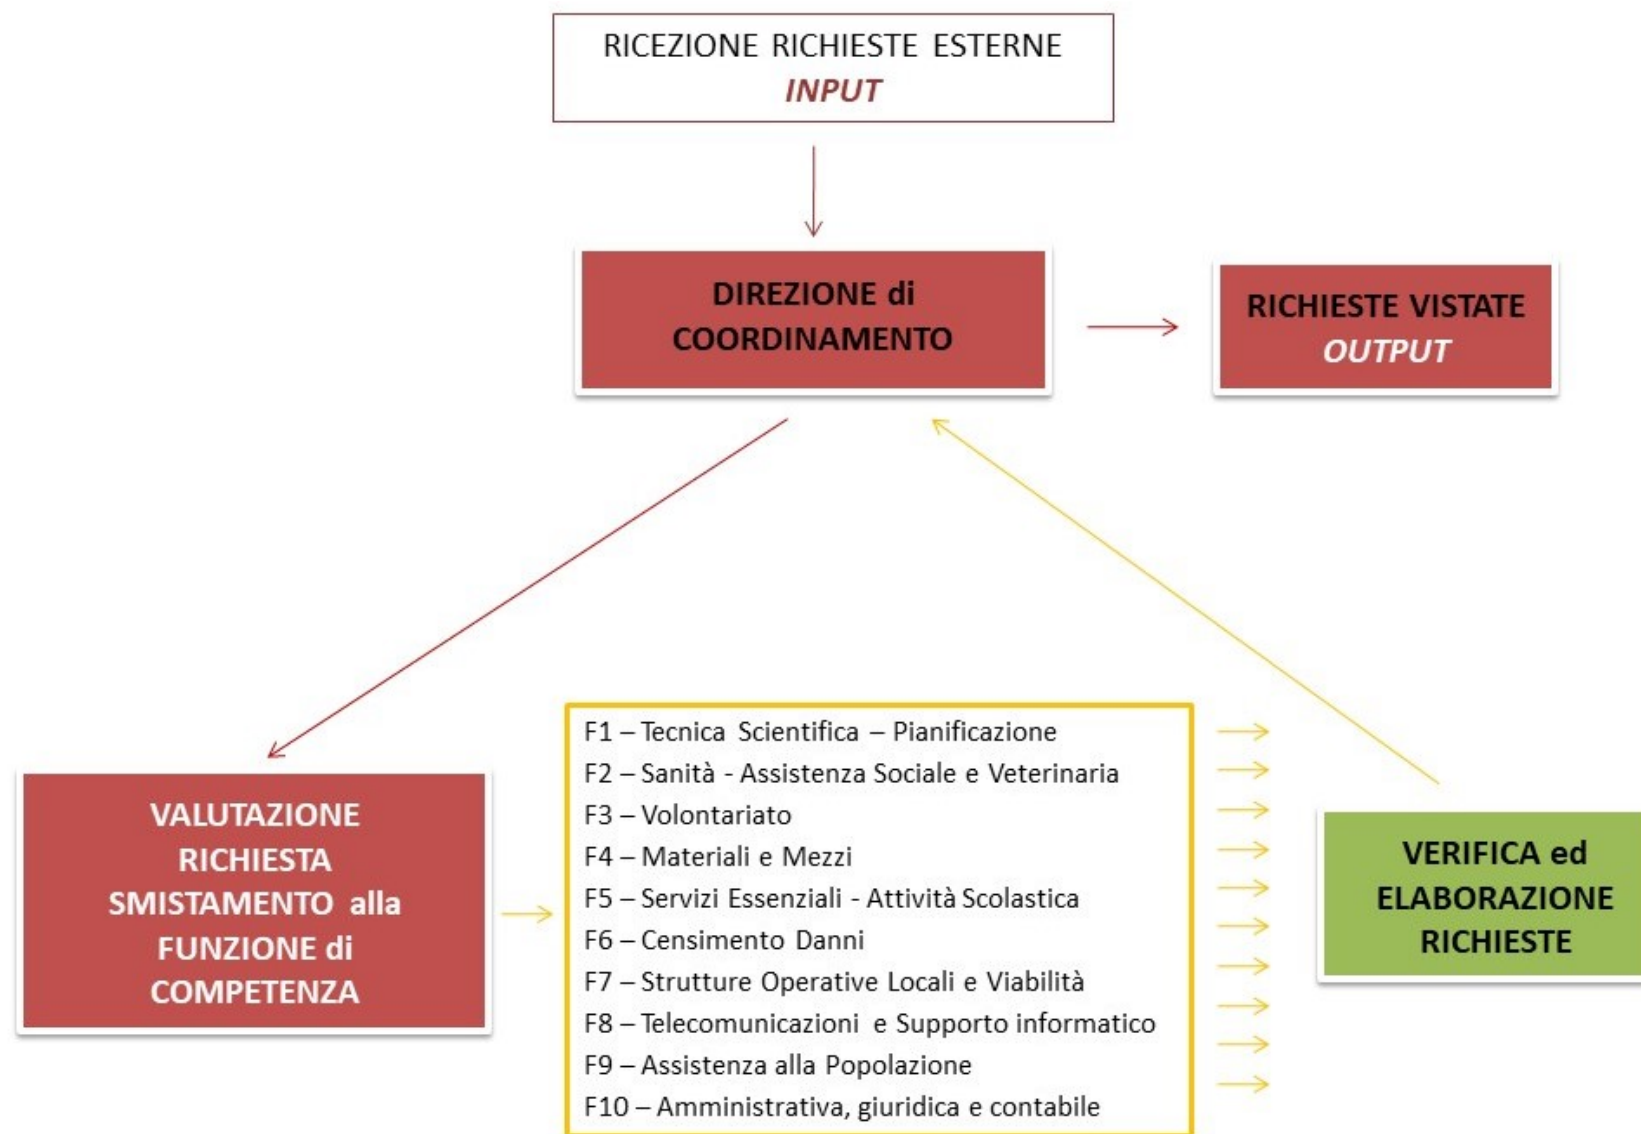 RICEZIONE RICHIESTE ESTERNE
INPUT
DIREZIONE di
COORDINAMENTO
RICHIESTE VISTATE
OUTPUT
VALUTAZIONE
RICHIESTA
SMISTAMENTO alla
FUNZIONE di
COMPETENZA
F1 – Tecnica Scientifica – Pianificazione
F2 – Sanità - Assistenza Sociale e Veterinaria
F3 – Volontariato
F4 – Materiali e Mezzi
F5 – Servizi Essenziali - Attività Scolastica
F6 – Censimento Danni
F7 – Strutture Operative Locali e Viabilità
F8 – Telecomunicazioni e Supporto informatico
F9 – Assistenza alla Popolazione
F10 – Amministrativa, giuridica e contabile
VERIFICA ed
ELABORAZIONE
RICHIESTE